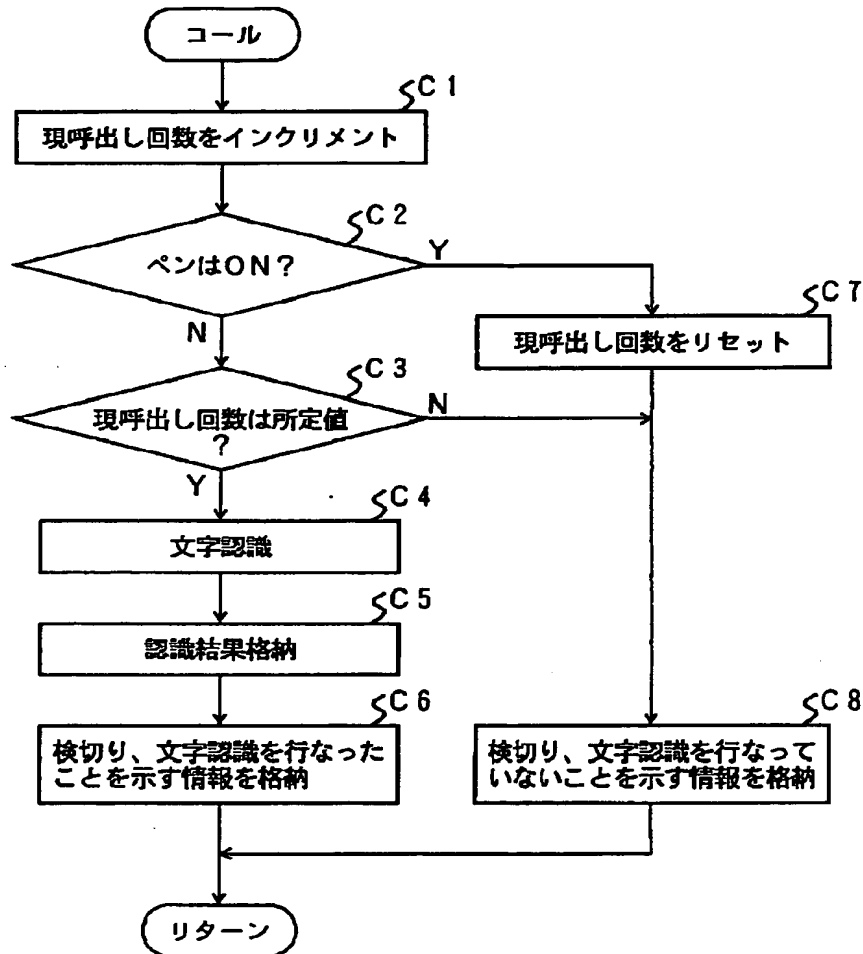 コール
C1
現呼出し回数をインクリメント
C2
ペンはON?
Y
N
C7
現呼出し回数をリセット
C3
現呼出し回数は所定値
?
N
Y
C4
文字認識
C5
認識結果格納
C6
検切り、文字認識を行なった
ことを示す情報を格納
C8
検切り、文字認識を行なって
いないことを示す情報を格納
リターン